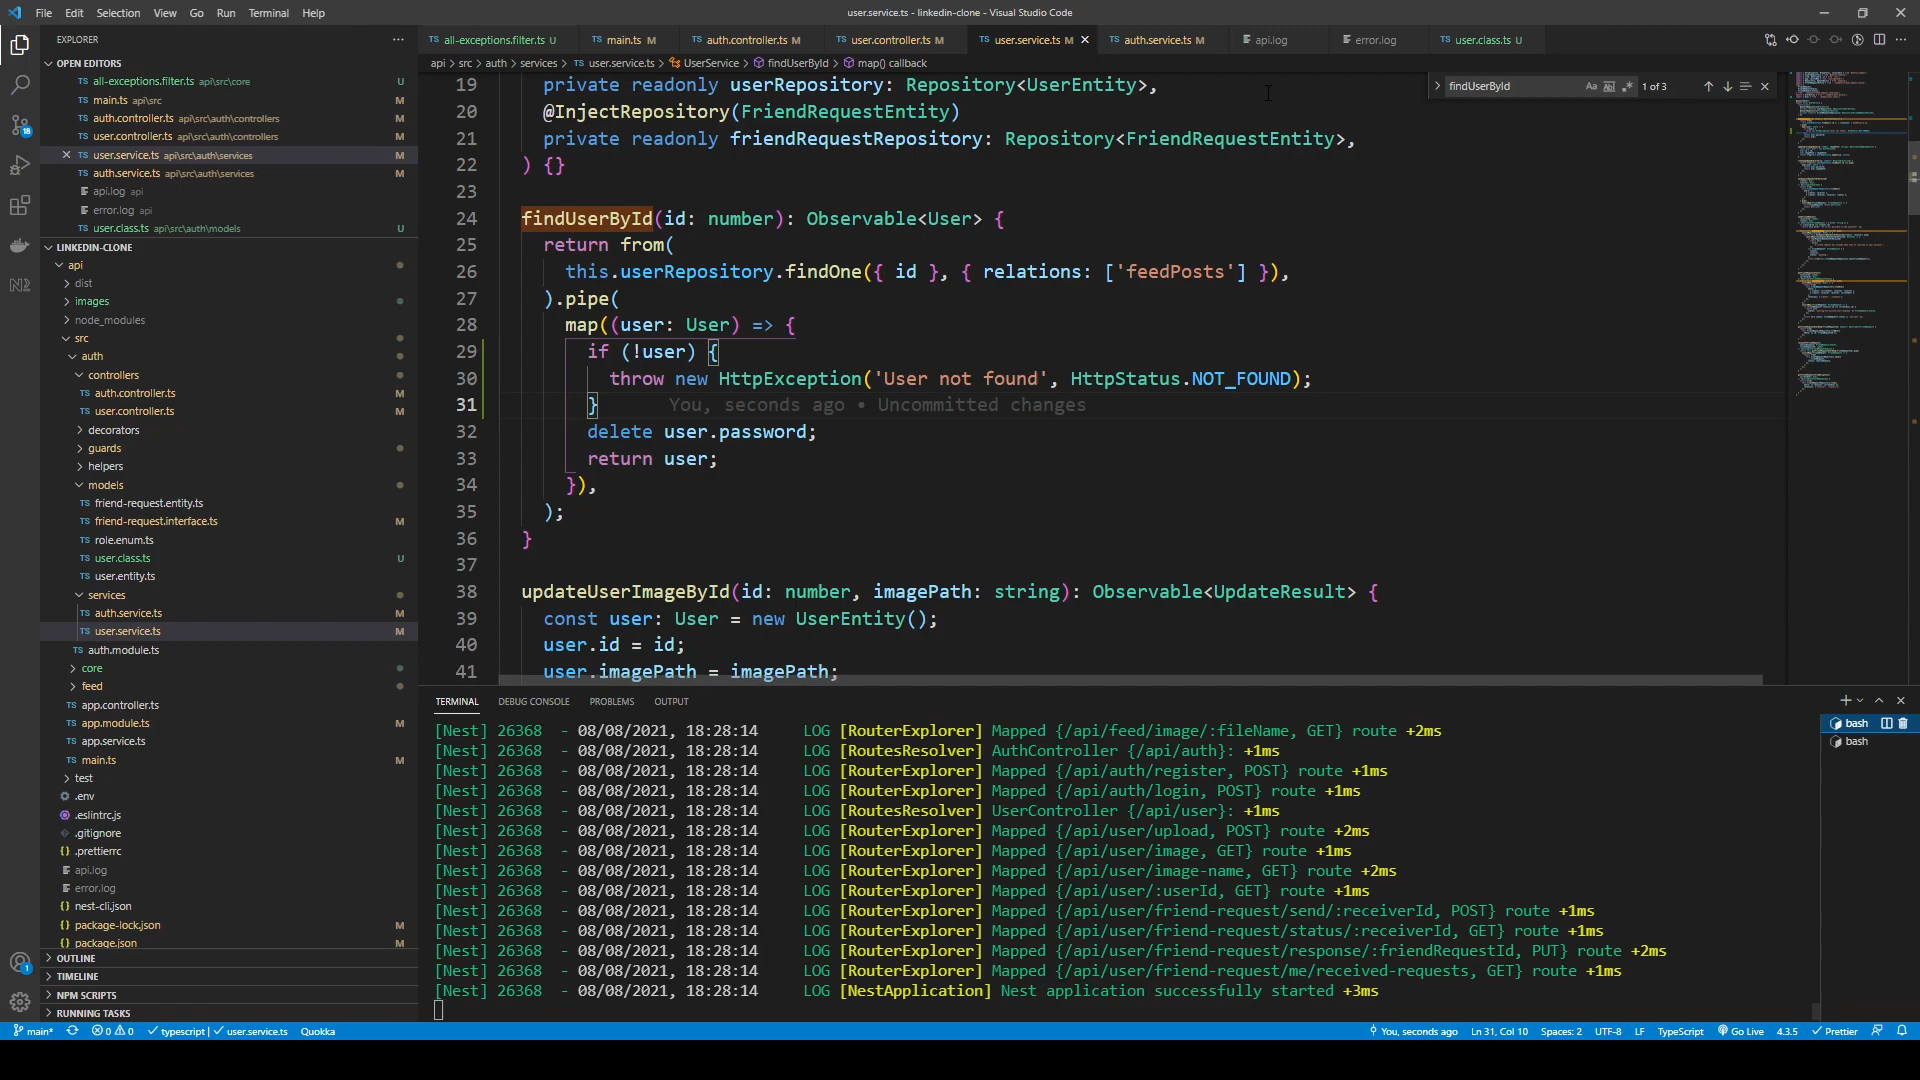 File Edit Selection View Go Run Terminal Help
user.service.ts - linkedin-clone - Visual Studio Code
EXPLORER
OPEN EDITORS
all-exceptions.filter.ts api\src\core U
main.ts api\src M
auth.controller.ts api\src\auth\controllers M
user.controller.ts api\src\auth\controllers M
user.service.ts api\src\auth\services M
auth.service.ts api\src\auth\services M
api.log api
error.log api
user.class.ts api\src\auth\models U
LINKEDIN-CLONE
api
dist
images
node_modules
src
auth
controllers
auth.controller.ts M
user.controller.ts M
decorators
guards
helpers
models
friend-request.entity.ts
friend-request.interface.ts M
role.enum.ts
user.class.ts U
user.entity.ts
services
auth.service.ts M
user.service.ts M
auth.module.ts
core
feed
app.controller.ts
app.module.ts M
app.service.ts
main.ts M
test
.env
.eslintrc.js
.gitignore
.prettierrc
api.log
error.log
nest-cli.json
package-lock.json M
package.json M
OUTLINE
TIMELINE
NPM SCRIPTS
RUNNING TASKS
all-exceptions.filter.ts U main.ts M auth.controller.ts M user.controller.ts M user.service.ts M auth.service.ts M api.log error.log user.class.ts U
api > src > auth > services > TS user.service.ts > UserService > findUserById > map() callback
findUserById Aa 1 of 3
19 private readonly userRepository: Repository<UserEntity>,
20 @InjectRepository(FriendRequestEntity)
21 private readonly friendRequestRepository: Repository<FriendRequestEntity>,
22 ) {}
23
24 findUserById(id: number): Observable<User> {
25 return from(
26 this.userRepository.findOne({ id }, { relations: ['feedPosts'] }),
27 ).pipe(
28 map((user: User) => {
29 if (!user) {
30 throw new HttpException('User not found', HttpStatus.NOT_FOUND);
31 } You, seconds ago • Uncommitted changes
32 delete user.password;
33 return user;
34 }),
35 );
36 }
37
38 updateUserImageById(id: number, imagePath: string): Observable<UpdateResult> {
39 const user: User = new UserEntity();
40 user.id = id;
41 user.imagePath = imagePath;
TERMINAL DEBUG CONSOLE PROBLEMS OUTPUT
bash
bash
[Nest] 26368 - 08/08/2021, 18:28:14 LOG [RouterExplorer] Mapped {/api/feed/image/:fileName, GET} route +2ms
[Nest] 26368 - 08/08/2021, 18:28:14 LOG [RoutesResolver] AuthController {/api/auth}: +1ms
[Nest] 26368 - 08/08/2021, 18:28:14 LOG [RouterExplorer] Mapped {/api/auth/register, POST} route +1ms
[Nest] 26368 - 08/08/2021, 18:28:14 LOG [RouterExplorer] Mapped {/api/auth/login, POST} route +1ms
[Nest] 26368 - 08/08/2021, 18:28:14 LOG [RoutesResolver] UserController {/api/user}: +1ms
[Nest] 26368 - 08/08/2021, 18:28:14 LOG [RouterExplorer] Mapped {/api/user/upload, POST} route +2ms
[Nest] 26368 - 08/08/2021, 18:28:14 LOG [RouterExplorer] Mapped {/api/user/image, GET} route +1ms
[Nest] 26368 - 08/08/2021, 18:28:14 LOG [RouterExplorer] Mapped {/api/user/image-name, GET} route +2ms
[Nest] 26368 - 08/08/2021, 18:28:14 LOG [RouterExplorer] Mapped {/api/user/:userId, GET} route +1ms
[Nest] 26368 - 08/08/2021, 18:28:14 LOG [RouterExplorer] Mapped {/api/user/friend-request/send/:receiverId, POST} route +1ms
[Nest] 26368 - 08/08/2021, 18:28:14 LOG [RouterExplorer] Mapped {/api/user/friend-request/status/:receiverId, GET} route +1ms
[Nest] 26368 - 08/08/2021, 18:28:14 LOG [RouterExplorer] Mapped {/api/user/friend-request/response/:friendRequestId, PUT} route +2ms
[Nest] 26368 - 08/08/2021, 18:28:14 LOG [RouterExplorer] Mapped {/api/user/friend-request/me/received-requests, GET} route +1ms
[Nest] 26368 - 08/08/2021, 18:28:14 LOG [NestApplication] Nest application successfully started +3ms
main* 0 0 typescript | user.service.ts Quokka You, seconds ago Ln 31, Col 10 Spaces: 2 UTF-8 LF TypeScript Go Live 4.3.5 Prettier